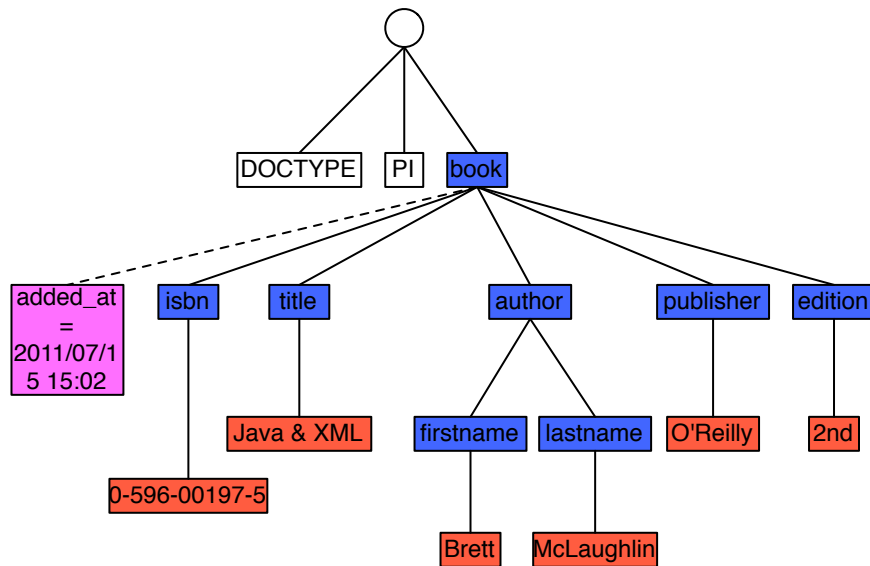 DOCTYPE
PI
book
added_at
=
2011/07/1
5 15:02
isbn
title
author
publisher
edition
Java & XML
firstname
lastname
O'Reilly
2nd
0-596-00197-5
Brett
McLaughlin